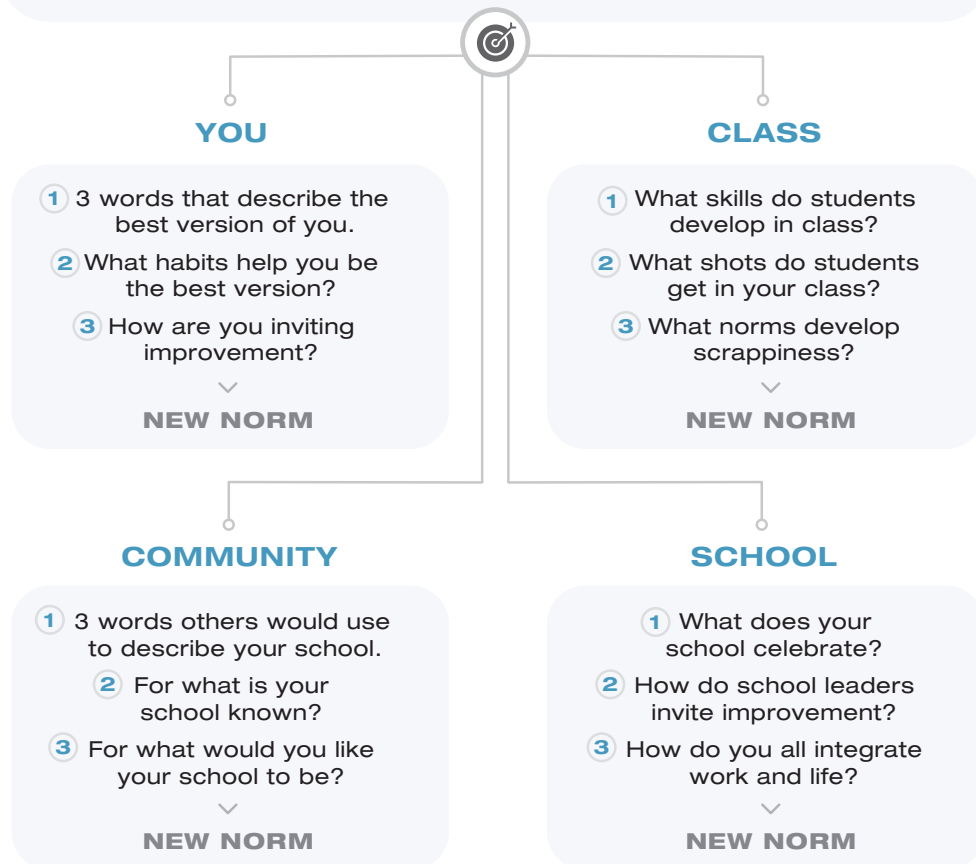 YOU
1 3 words that describe the
best version of you.
2 What habits help you be
the best version?
3 How are you inviting
improvement?
NEW NORM
CLASS
1 What skills do students
develop in class?
2 What shots do students
get in your class?
3 What norms develop
scrappiness?
NEW NORM
COMMUNITY
1 3 words others would use
to describe your school.
2 For what is your
school known?
3 For what would you like
your school to be?
NEW NORM
SCHOOL
1 What does your
school celebrate?
2 How do school leaders
invite improvement?
3 How do you all integrate
work and life?
NEW NORM